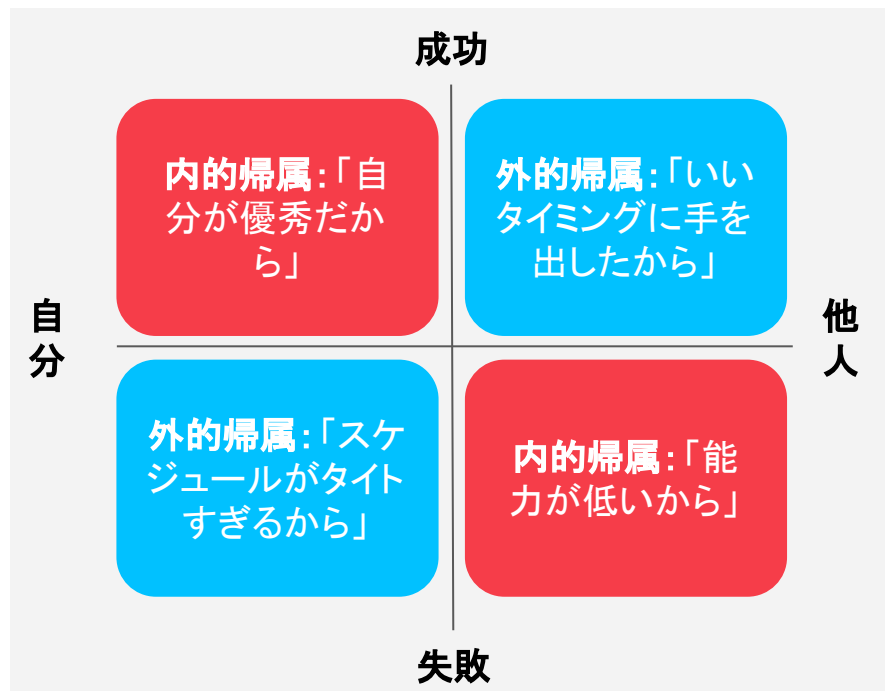 成功
内的帰属:「自
分が優秀だか
ら」
外的帰属:「いい
タイミングに手を
出したから」
自
分
他
人
外的帰属:「スケ
ジュールがタイト
すぎるから」
内的帰属:「能
力が低いから」
失敗